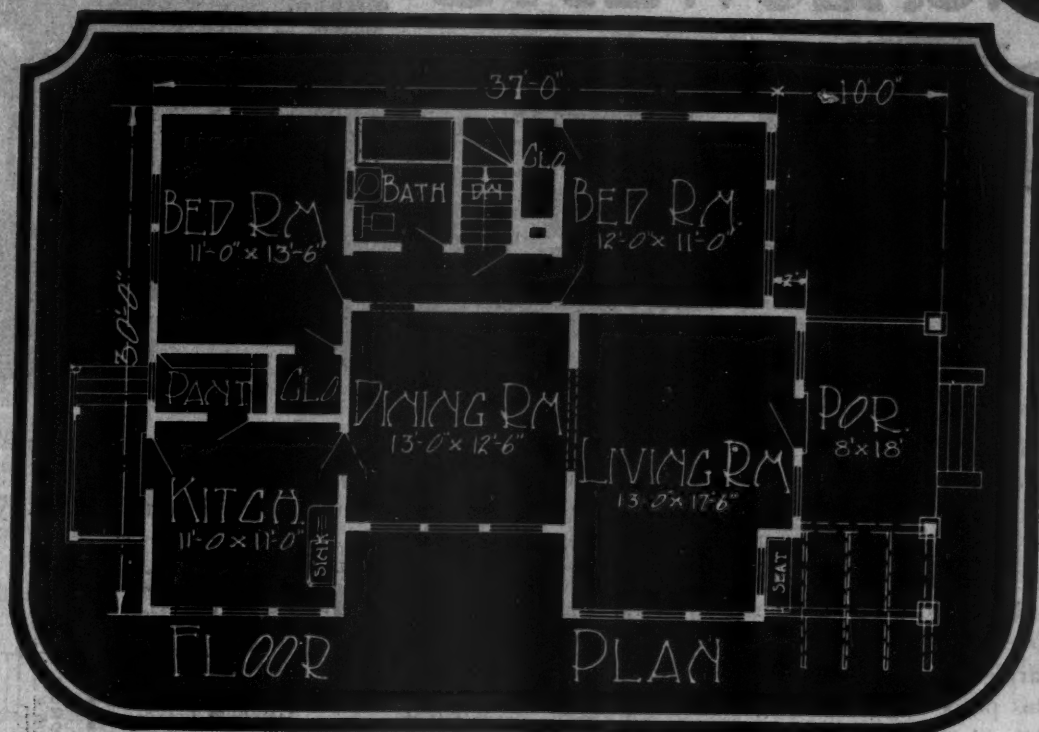 37'-0"
10'-0"
30'-0"
BED RM
11'-0" x 13'-6"
BATH
DN
CLO
BED RM.
12'-0" x 11'-0"
2'
PANT
CLO
DINING RM
13'-0" x 12'-6"
LIVING RM
13'-0" x 17'-6"
POR.
8' x 18'
KITCH.
11'-0 x 11'-0"
SINK
SEAT
FLOOR PLAN